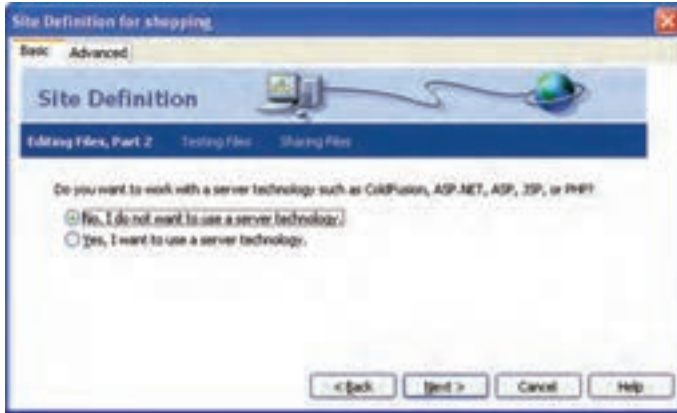 Site Definition for shopping
Basic Advanced
Site Definition
Editing Files, Part 2 Testing Files Sharing Files
Do you want to work with a server technology such as ColdFusion, ASP.NET, ASP, JSP, or PHP?
No, I do not want to use a server technology.
Yes, I want to use a server technology.
< Back Next > Cancel Help